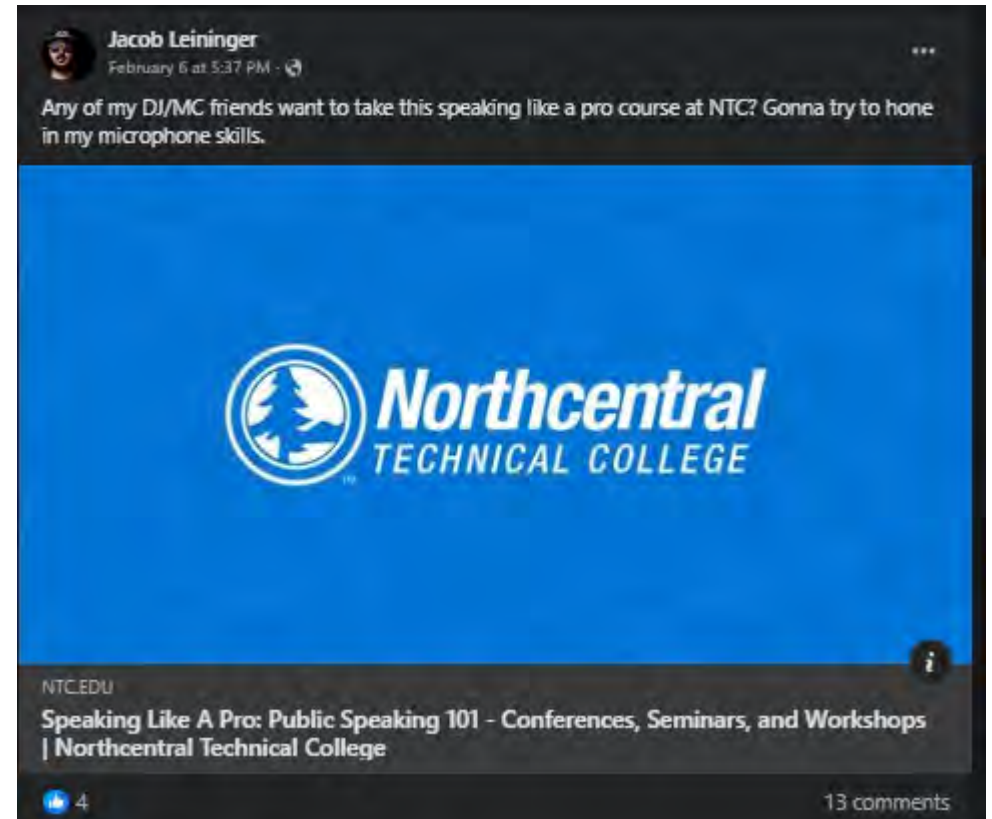 Jacob Leininger
February 6 at 5:37 PM ·
Any of my DJ/MC friends want to take this speaking like a pro course at NTC? Gonna try to hone
in my microphone skills.
Northcentral
TECHNICAL COLLEGE
TM
i
NTC.EDU
Speaking Like A Pro: Public Speaking 101 - Conferences, Seminars, and Workshops
| Northcentral Technical College
4
13 comments